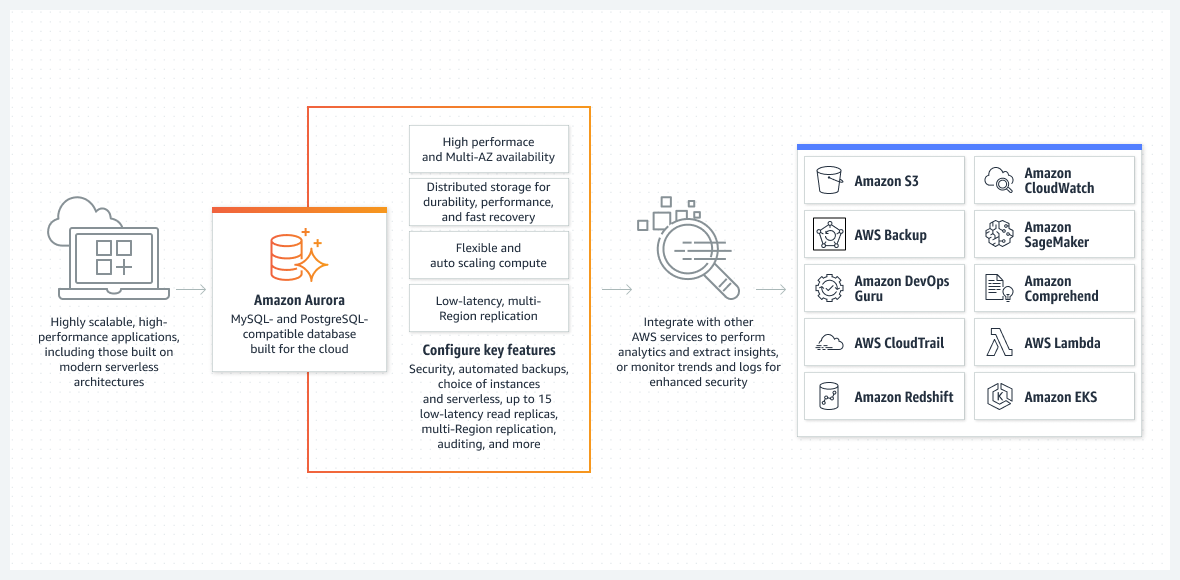 Highly scalable, high-
performance applications,
including those built on
modern serverless
architectures
Amazon Aurora
MySQL- and PostgreSQL-
compatible database
built for the cloud
High performace
and Multi-AZ availability
Distributed storage for
durability, performance,
and fast recovery
Flexible and
auto scaling compute
Low-latency, multi-
Region replication
Configure key features
Security, automated backups,
choice of instances
and serverless, up to 15
low-latency read replicas,
multi-Region replication,
auditing, and more
Integrate with other
AWS services to perform
analytics and extract insights,
or monitor trends and logs for
enhanced security
Amazon S3
Amazon
CloudWatch
AWS Backup
Amazon
SageMaker
Amazon DevOps
Guru
Amazon
Comprehend
AWS CloudTrail
AWS Lambda
Amazon Redshift
K
Amazon EKS